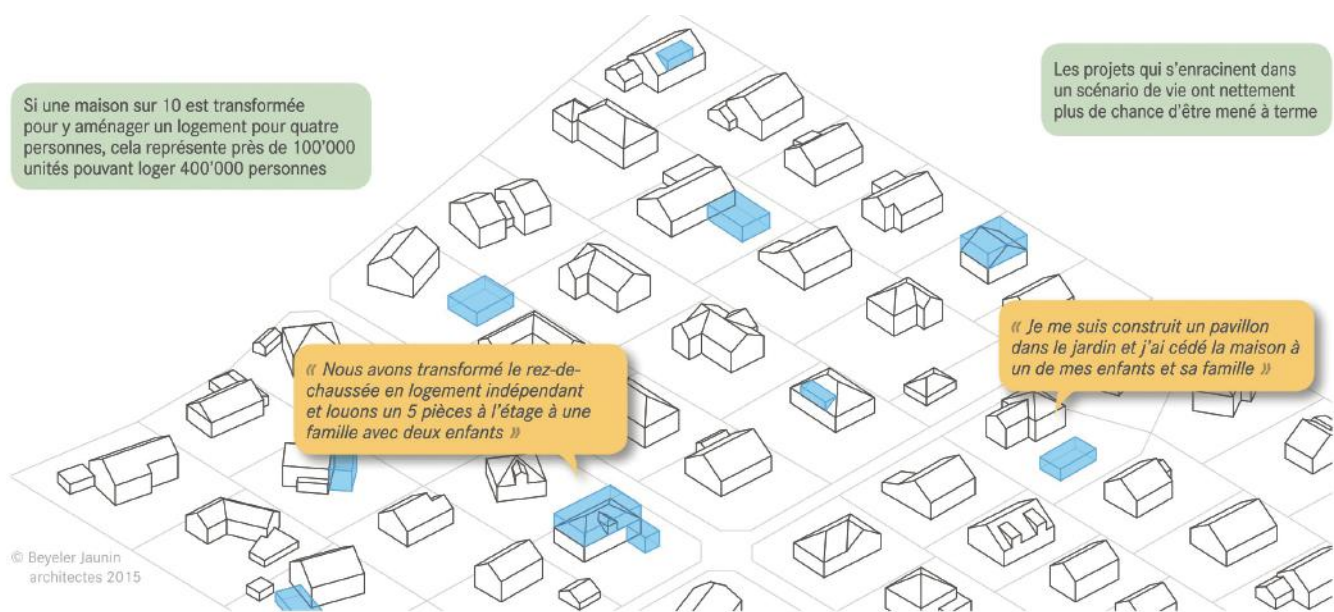 Si une maison sur 10 est transformée
pour y aménager un logement pour quatre
personnes, cela représente près de 100'000
unités pouvant loger 400'000 personnes
Les projets qui s'enracinent dans
un scénario de vie ont nettement
plus de chance d'être mené à terme
« Je me suis construit un pavillon
dans le jardin et j'ai cédé la maison à
un de mes enfants et sa famille »
« Nous avons transformé le rez-de-
chaussée en logement indépendant
et louons un 5 pièces à l'étage à une
famille avec deux enfants »
© Beyeler Jaunin
architectes 2015